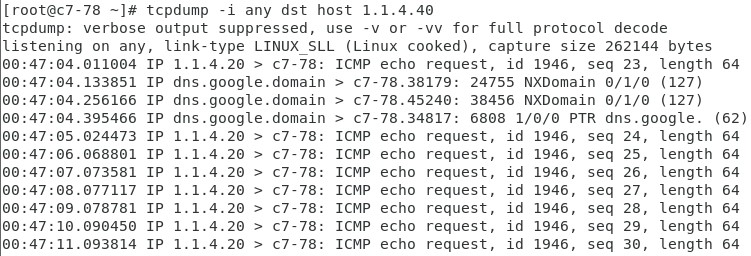 [root@c7-78 ~]# tcpdump -i any dst host 1.1.4.40
tcpdump: verbose output suppressed, use -v or -vv for full protocol decode
listening on any, link-type LINUX_SLL (Linux cooked), capture size 262144 bytes
00:47:04.011004 IP 1.1.4.20 > c7-78: ICMP echo request, id 1946, seq 23, length 64
00:47:04.133851 IP dns.google.domain > c7-78.38179: 24755 NXDomain 0/1/0 (127)
00:47:04.256166 IP dns.google.domain > c7-78.45240: 38456 NXDomain 0/1/0 (127)
00:47:04.395466 IP dns.google.domain > c7-78.34817: 6808 1/0/0 PTR dns.google. (62)
00:47:05.024473 IP 1.1.4.20 > c7-78: ICMP echo request, id 1946, seq 24, length 64
00:47:06.068801 IP 1.1.4.20 > c7-78: ICMP echo request, id 1946, seq 25, length 64
00:47:07.073581 IP 1.1.4.20 > c7-78: ICMP echo request, id 1946, seq 26, length 64
00:47:08.077117 IP 1.1.4.20 > c7-78: ICMP echo request, id 1946, seq 27, length 64
00:47:09.078781 IP 1.1.4.20 > c7-78: ICMP echo request, id 1946, seq 28, length 64
00:47:10.090450 IP 1.1.4.20 > c7-78: ICMP echo request, id 1946, seq 29, length 64
00:47:11.093814 IP 1.1.4.20 > c7-78: ICMP echo request, id 1946, seq 30, length 64